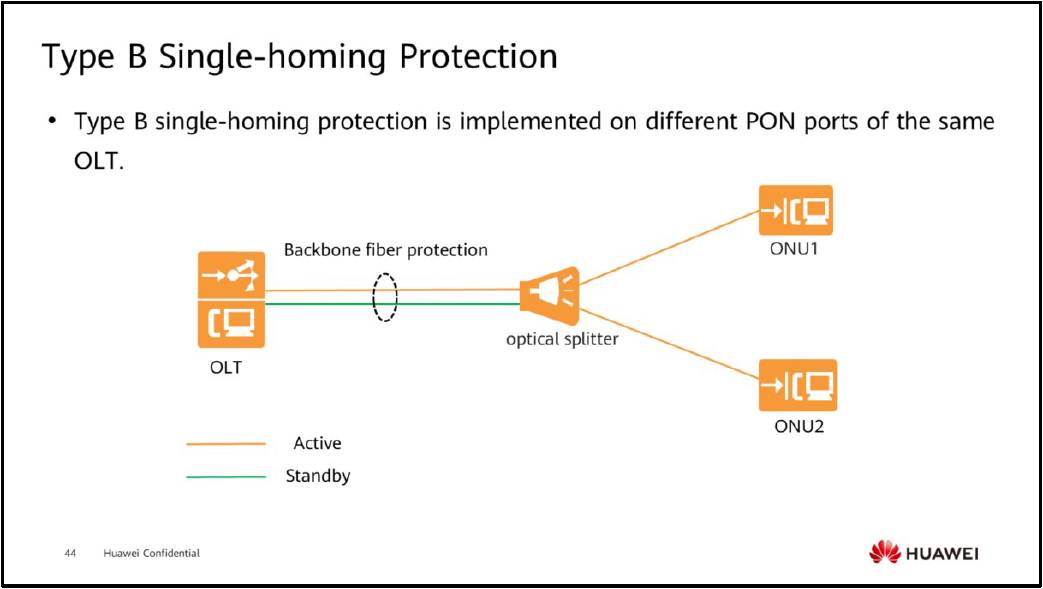 Type B Single-homing Protection
• Type B single-homing protection is implemented on different PON ports of the same
OLT.
ONU1
Backbone fiber protection
optical splitter
OLT
ONU2
Active
Standby
44 Huawei Confidential
HUAWEI